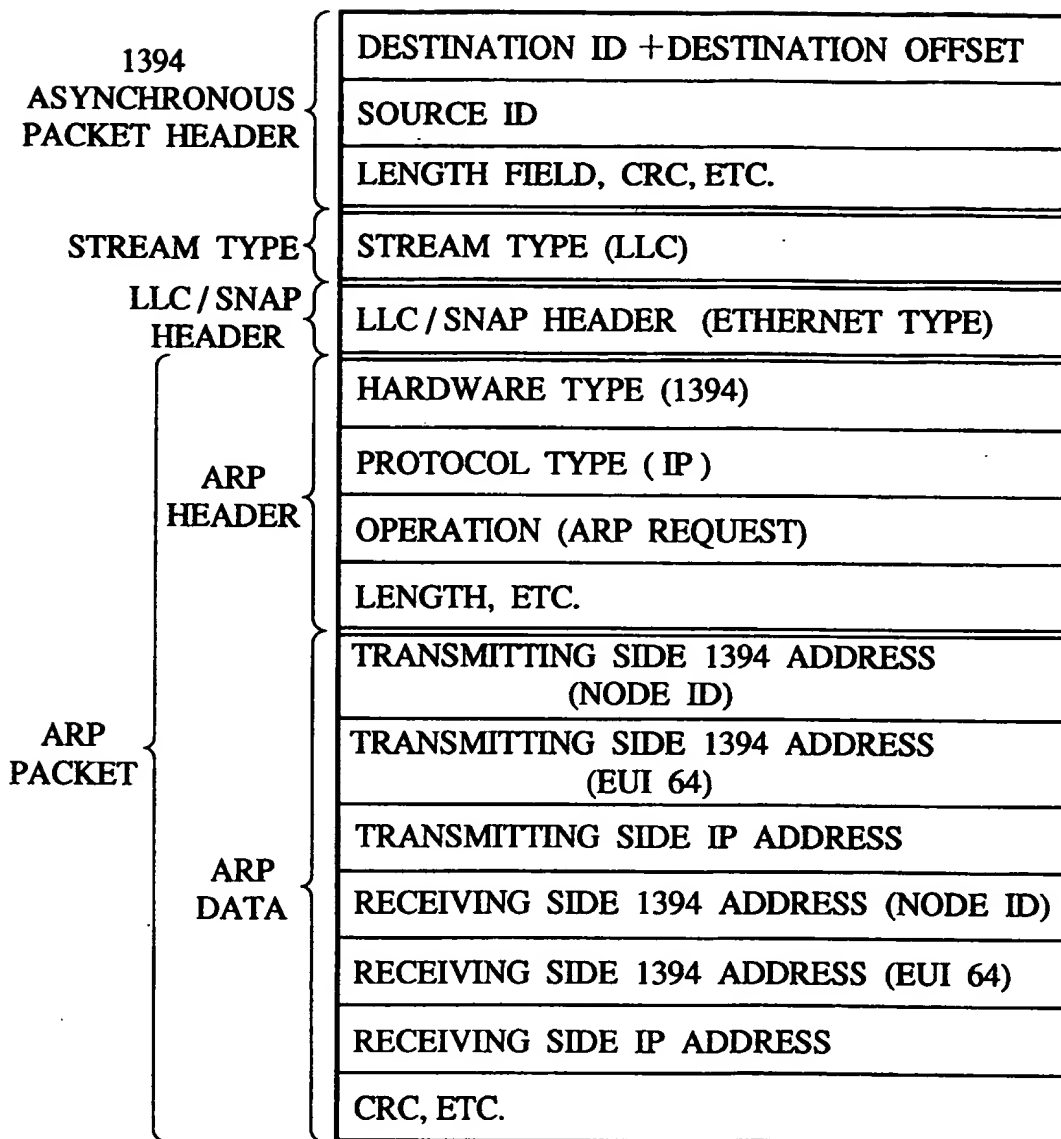 1394
ASYNCHRONOUS
PACKET HEADER
DESTINATION ID +DESTINATION OFFSET
SOURCE ID
LENGTH FIELD, CRC, ETC.
STREAM TYPE
STREAM TYPE (LLC)
LLC / SNAP
HEADER
LLC / SNAP HEADER (ETHERNET TYPE)
ARP
PACKET
ARP
HEADER
HARDWARE TYPE (1394)
PROTOCOL TYPE ( IP )
OPERATION (ARP REQUEST)
LENGTH, ETC.
ARP
DATA
TRANSMITTING SIDE 1394 ADDRESS
(NODE ID)
TRANSMITTING SIDE 1394 ADDRESS
(EUI 64)
TRANSMITTING SIDE IP ADDRESS
RECEIVING SIDE 1394 ADDRESS (NODE ID)
RECEIVING SIDE 1394 ADDRESS (EUI 64)
RECEIVING SIDE IP ADDRESS
CRC, ETC.